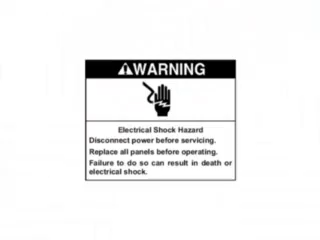 WARNING
Electrical Shock Hazard
Disconnect power before servicing.
Replace all panels before operating.
Failure to do so can result in death or
electrical shock.